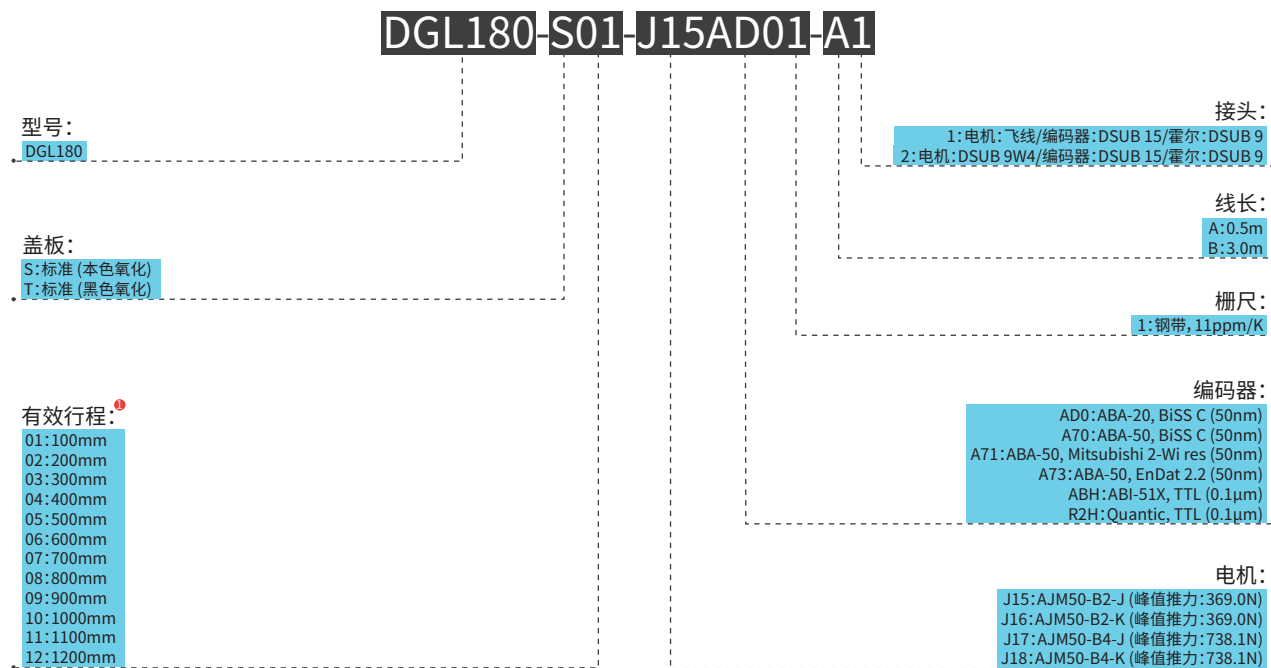 DGL180-S01-J15AD01-A1
型号：
DGL180
盖板：
S：标准 (本色氧化)
T：标准 (黑色氧化)
有效行程：1
01：100mm
02：200mm
03：300mm
04：400mm
05：500mm
06：600mm
07：700mm
08：800mm
09：900mm
10：1000mm
11：1100mm
12：1200mm
接头：
1：电机：飞线/编码器：DSUB 15/霍尔：DSUB 9
2：电机：DSUB 9W4/编码器：DSUB 15/霍尔：DSUB 9
线长：
A：0.5m
B：3.0m
栅尺：
1：钢带，11ppm/K
编码器：
AD0：ABA-20, BiSS C (50nm)
A70：ABA-50, BiSS C (50nm)
A71：ABA-50, Mitsubishi 2-Wi res (50nm)
A73：ABA-50, EnDat 2.2 (50nm)
ABH：ABI-51X, TTL (0.1μm)
R2H：Quantic, TTL (0.1μm)
电机：
J15：AJM50-B2-J (峰值推力：369.0N)
J16：AJM50-B2-K (峰值推力：369.0N)
J17：AJM50-B4-J (峰值推力：738.1N)
J18：AJM50-B4-K (峰值推力：738.1N)